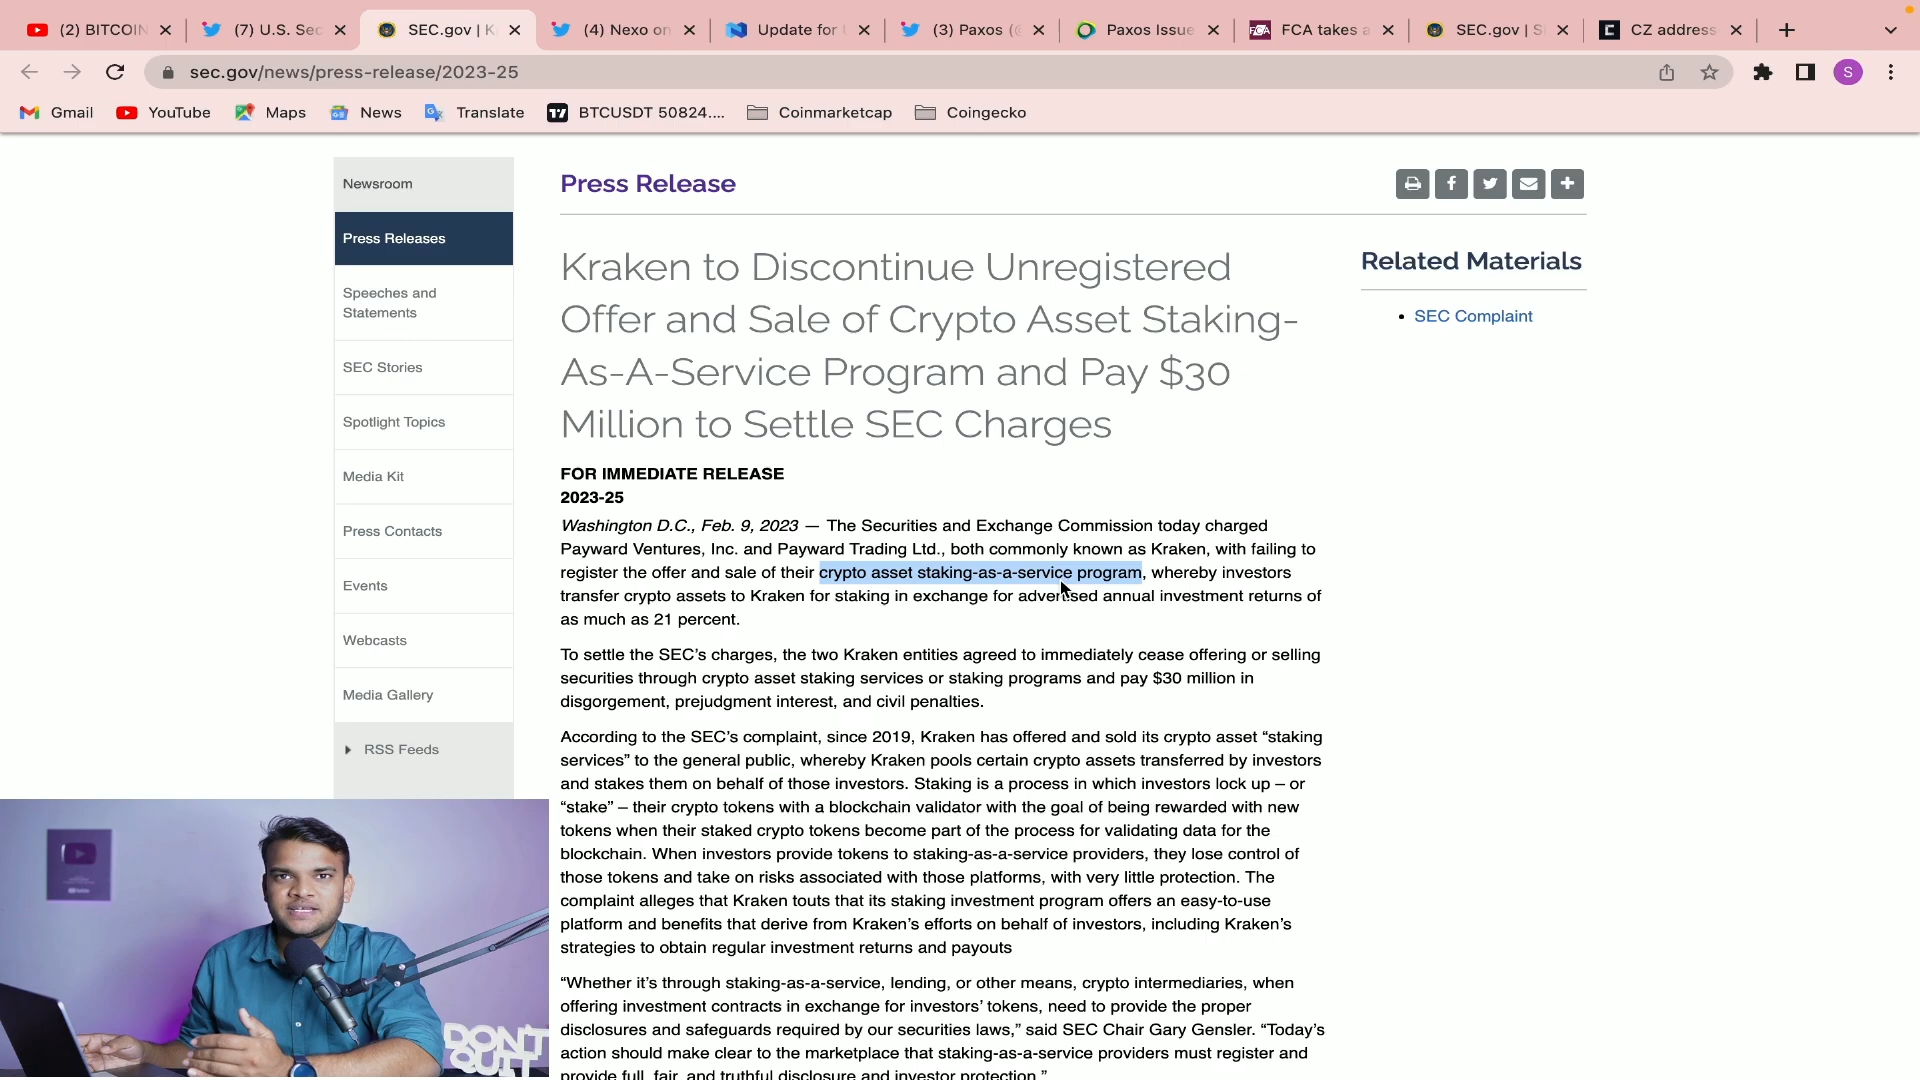 (2) BITCOIN
(7) U.S. Sec
SEC.gov | K
(4) Nexo on
Update for
(3) Paxos (
Paxos Issue
FCA takes a
SEC.gov | S
CZ address
sec.gov/news/press-release/2023-25
S
Gmail
YouTube
Maps
News
Translate
BTCUSDT 50824....
Coinmarketcap
Coingecko
Newsroom
Press Releases
Speeches and
Statements
SEC Stories
Spotlight Topics
Media Kit
Press Contacts
Events
Webcasts
Media Gallery
RSS Feeds
Press Release
Kraken to Discontinue Unregistered
Offer and Sale of Crypto Asset Staking-
As-A-Service Program and Pay $30
Million to Settle SEC Charges
Related Materials
• SEC Complaint
FOR IMMEDIATE RELEASE
2023-25
Washington D.C., Feb. 9, 2023 — The Securities and Exchange Commission today charged
Payward Ventures, Inc. and Payward Trading Ltd., both commonly known as Kraken, with failing to
register the offer and sale of their crypto asset staking-as-a-service program, whereby investors
transfer crypto assets to Kraken for staking in exchange for advertised annual investment returns of
as much as 21 percent.
To settle the SEC’s charges, the two Kraken entities agreed to immediately cease offering or selling
securities through crypto asset staking services or staking programs and pay $30 million in
disgorgement, prejudgment interest, and civil penalties.
According to the SEC’s complaint, since 2019, Kraken has offered and sold its crypto asset “staking
services” to the general public, whereby Kraken pools certain crypto assets transferred by investors
and stakes them on behalf of those investors. Staking is a process in which investors lock up – or
“stake” – their crypto tokens with a blockchain validator with the goal of being rewarded with new
tokens when their staked crypto tokens become part of the process for validating data for the
blockchain. When investors provide tokens to staking-as-a-service providers, they lose control of
those tokens and take on risks associated with those platforms, with very little protection. The
complaint alleges that Kraken touts that its staking investment program offers an easy-to-use
platform and benefits that derive from Kraken’s efforts on behalf of investors, including Kraken’s
strategies to obtain regular investment returns and payouts
“Whether it’s through staking-as-a-service, lending, or other means, crypto intermediaries, when
offering investment contracts in exchange for investors’ tokens, need to provide the proper
disclosures and safeguards required by our securities laws,” said SEC Chair Gary Gensler. “Today’s
action should make clear to the marketplace that staking-as-a-service providers must register and
provide full, fair, and truthful disclosure and investor protection.”
DON'T
QUIT